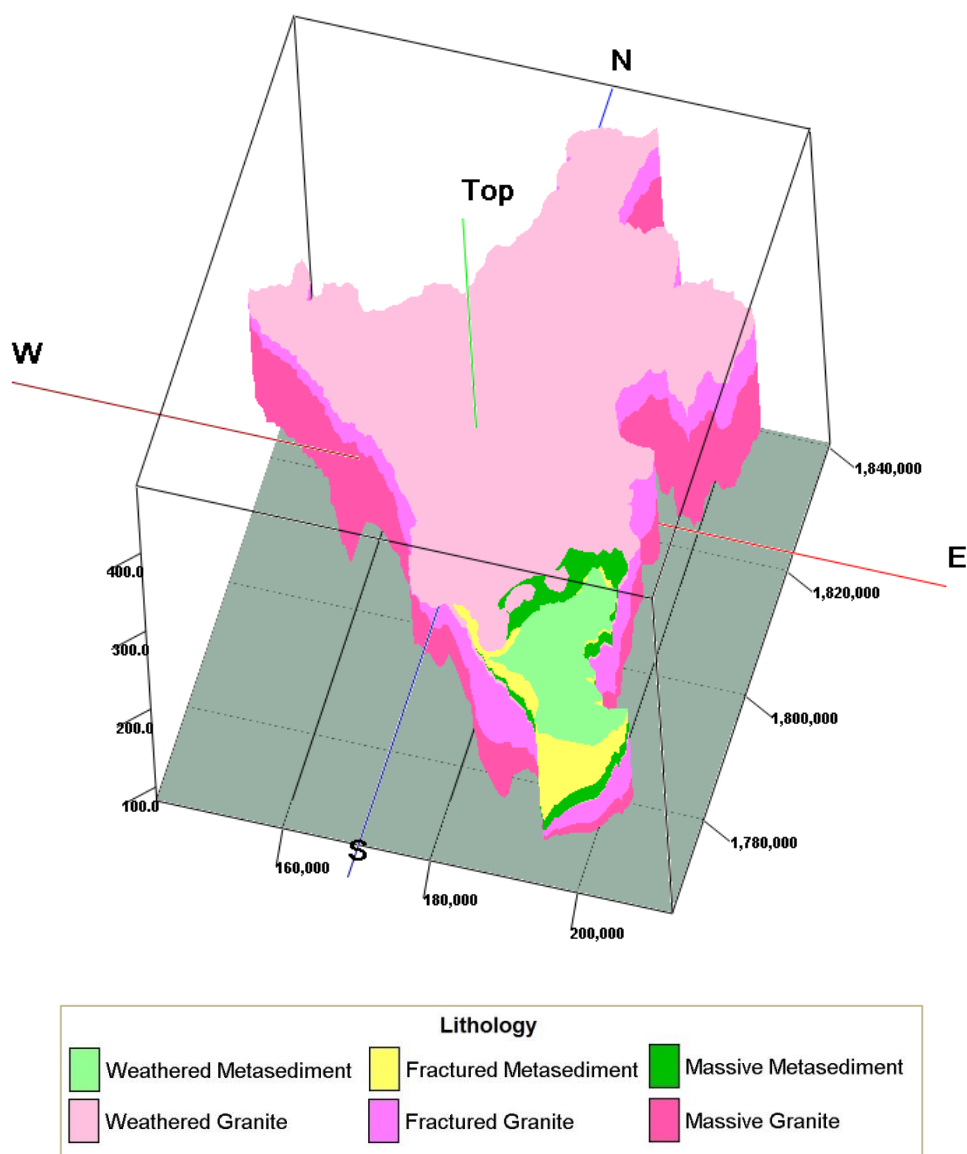 N
Top
W
1,840,000
E
400.0
1,820,000
300.0
200.0
1,800,000
100.0
1,780,000
S
160,000
180,000
200,000
Lithology
Weathered Metasediment Fractured Metasediment Massive Metasediment
Weathered Granite Fractured Granite Massive Granite